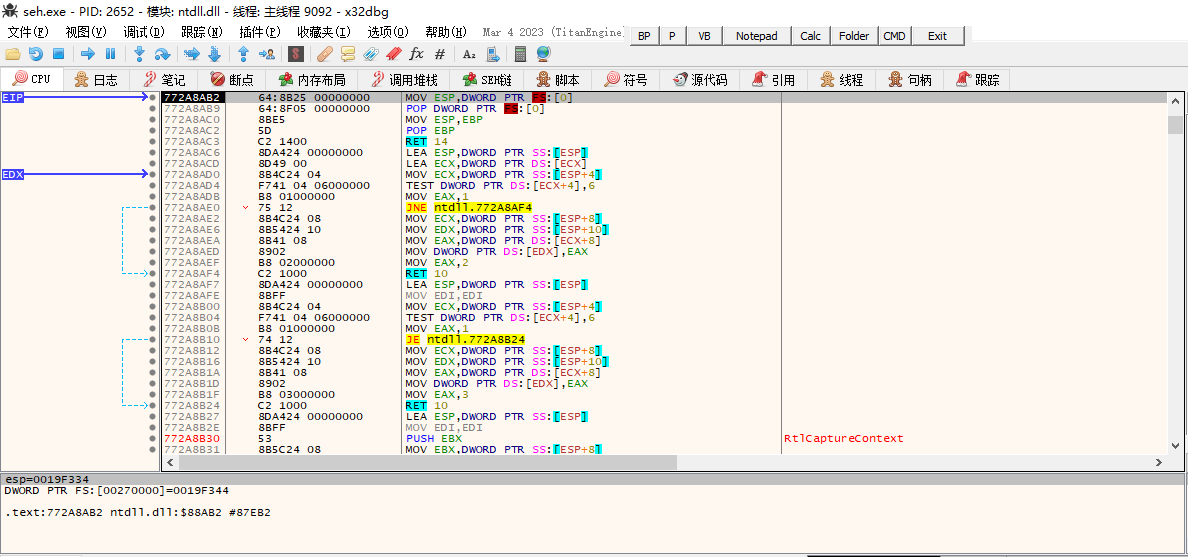 seh.exe - PID: 2652 - 模块: ntdll.dll - 线程: 主线程 9092 - x32dbg
文件(F) 视图(V) 调试(D) 跟踪(N) 插件(P) 收藏夹(I) 选项(O) 帮助(H) Mar 4 2023 (TitanEngine) BP P VB Notepad Calc Folder CMD Exit
CPU 日志 笔记 断点 内存布局 调用堆栈 SEH链 脚本 符号 源代码 引用 线程 句柄 跟踪
EIP 772A8AB2 64:8B25 00000000 MOV ESP,DWORD PTR FS:[0]
772A8AB9 64:8F05 00000000 POP DWORD PTR FS:[0]
772A8AC0 8BE5 MOV ESP,EBP
772A8AC2 5D POP EBP
772A8AC3 C2 1400 RET 14
772A8AC6 8DA424 00000000 LEA ESP,DWORD PTR SS:[ESP]
772A8ACD 8D49 00 LEA ECX,DWORD PTR DS:[ECX]
EDX 772A8AD0 8B4C24 04 MOV ECX,DWORD PTR SS:[ESP+4]
772A8AD4 F741 04 06000000 TEST DWORD PTR DS:[ECX+4],6
772A8ADB B8 01000000 MOV EAX,1
772A8AE0 75 12 JNE ntdll.772A8AF4
772A8AE2 8B4C24 08 MOV ECX,DWORD PTR SS:[ESP+8]
772A8AE6 8B5424 10 MOV EDX,DWORD PTR SS:[ESP+10]
772A8AEA 8B41 08 MOV EAX,DWORD PTR DS:[ECX+8]
772A8AED 8902 MOV DWORD PTR DS:[EDX],EAX
772A8AEF B8 02000000 MOV EAX,2
772A8AF4 C2 1000 RET 10
772A8AF7 8DA424 00000000 LEA ESP,DWORD PTR SS:[ESP]
772A8AFE 8BFF MOV EDI,EDI
772A8B00 8B4C24 04 MOV ECX,DWORD PTR SS:[ESP+4]
772A8B04 F741 04 06000000 TEST DWORD PTR DS:[ECX+4],6
772A8B0B B8 01000000 MOV EAX,1
772A8B10 74 12 JE ntdll.772A8B24
772A8B12 8B4C24 08 MOV ECX,DWORD PTR SS:[ESP+8]
772A8B16 8B5424 10 MOV EDX,DWORD PTR SS:[ESP+10]
772A8B1A 8B41 08 MOV EAX,DWORD PTR DS:[ECX+8]
772A8B1D 8902 MOV DWORD PTR DS:[EDX],EAX
772A8B1F B8 03000000 MOV EAX,3
772A8B24 C2 1000 RET 10
772A8B27 8DA424 00000000 LEA ESP,DWORD PTR SS:[ESP]
772A8B2E 8BFF MOV EDI,EDI
772A8B30 53 PUSH EBX RtlCaptureContext
772A8B31 8B5C24 08 MOV EBX,DWORD PTR SS:[ESP+8]
esp=0019F334
DWORD PTR FS:[00270000]=0019F344
.text:772A8AB2 ntdll.dll:$88AB2 #87EB2